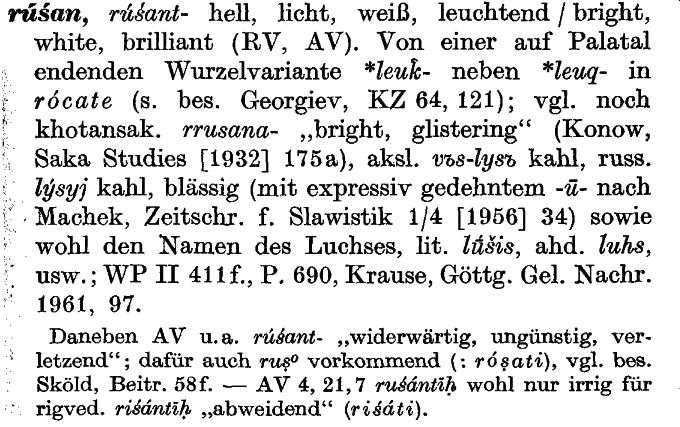 rúśan, rúśant- hell, licht, weiß, leuchtend / bright,
white, brilliant (RV, AV). Von einer auf Palatal
endenden Wurzelvariante *leuk̂- neben *leuq- in
rócate (s. bes. Georgiev, KZ 64, 121); vgl. noch
khotansak. rrusana- „bright, glistering“ (Konow,
Saka Studies [1932] 175a), aksl. vъs-lysъ kahl, russ.
lýsyj kahl, blässig (mit expressiv gedehntem -ū- nach
Machek, Zeitschr. f. Slawistik 1/4 [1956] 34) sowie
wohl den Namen des Luchses, lit. lū́šis, ahd. luhs,
usw.; WP II 411f., P. 690, Krause, Göttg. Gel. Nachr.
1961, 97.
Daneben AV u.a. rúśant- „widerwärtig, ungünstig, ver-
letzend“; dafür auch ruṣ⁰ vorkommend (: róṣati), vgl. bes.
Sköld, Beitr. 58f. — AV 4, 21,7 ruśántīḥ wohl nur irrig für
rigved. riśántīḥ „abweidend“ (riśáti).